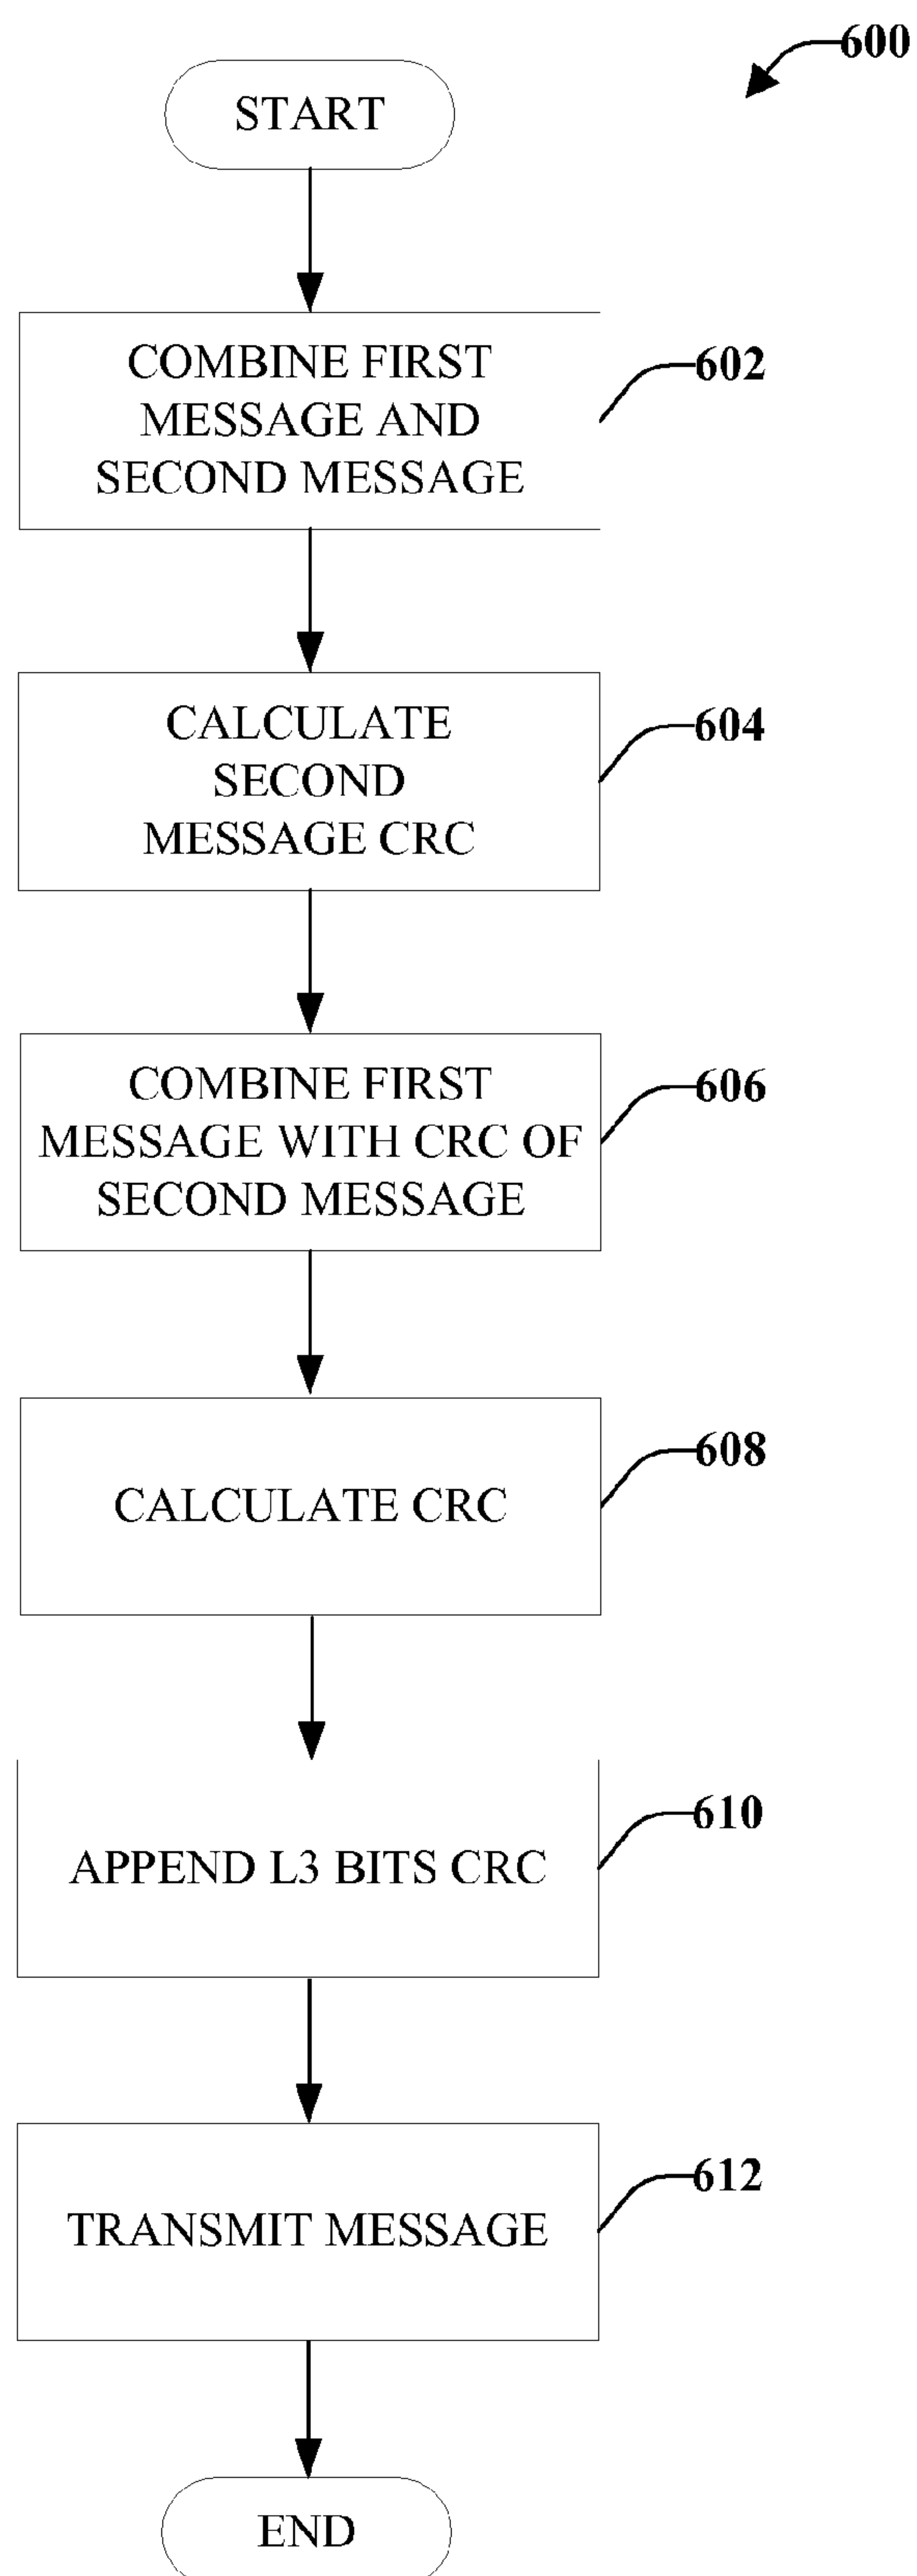 600
START
COMBINE FIRST
MESSAGE AND
SECOND MESSAGE
602
CALCULATE
SECOND
MESSAGE CRC
604
COMBINE FIRST
MESSAGE WITH CRC OF
SECOND MESSAGE
606
CALCULATE CRC
608
APPEND L3 BITS CRC
610
TRANSMIT MESSAGE
612
END